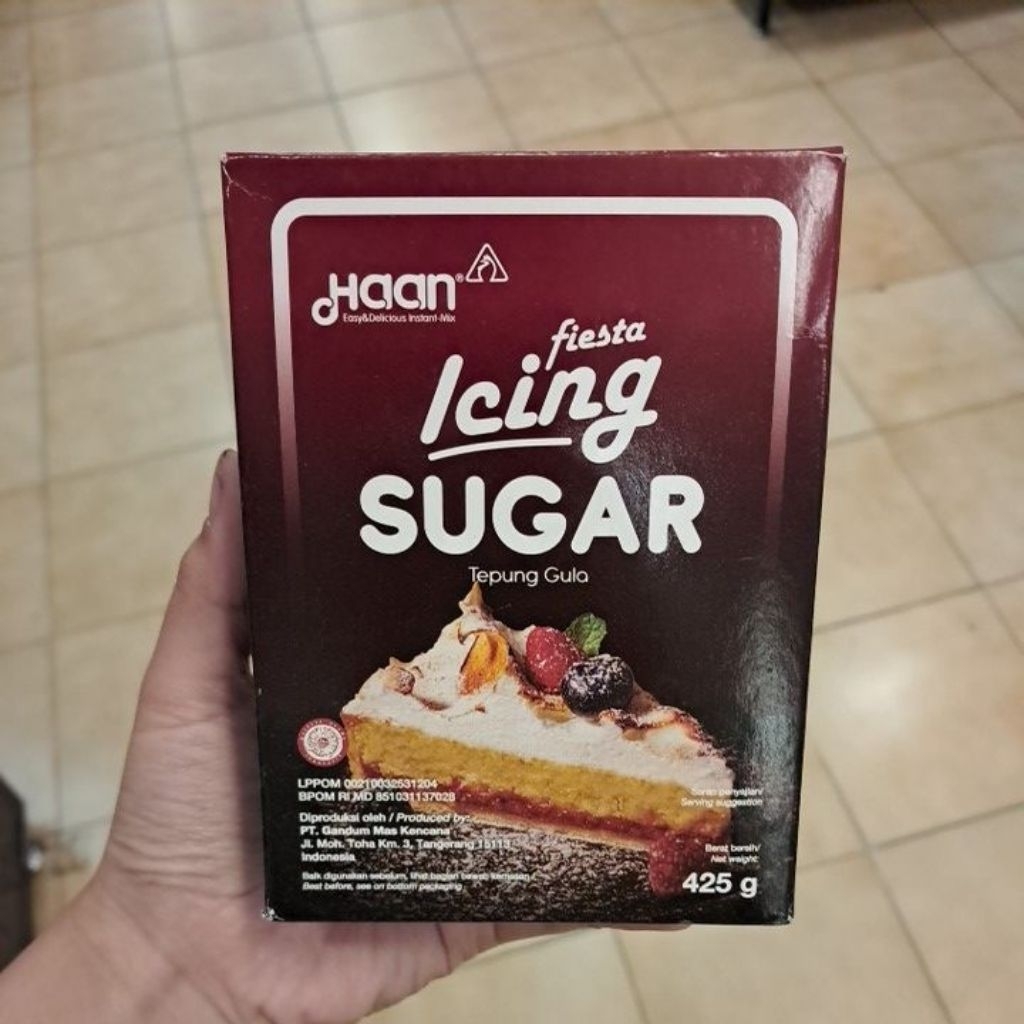 Haan®
Easy&Delicious Instant-Mix
fiesta
Icing
SUGAR
Tepung Gula
LPPOM 00210032531204
BPOM RI MD 851031137028
Diproduksi oleh / Produced by:
PT. Gandum Mas Kencana
Jl. Moh. Toha Km. 3, Tangerang 15113
Indonesia
Baik digunakan sebelum, lihat bagian bawah kemasan /
Best before, see on bottom packaging
Saran penyajian/
Serving suggestion
Berat bersih/
Net weight:
425 g